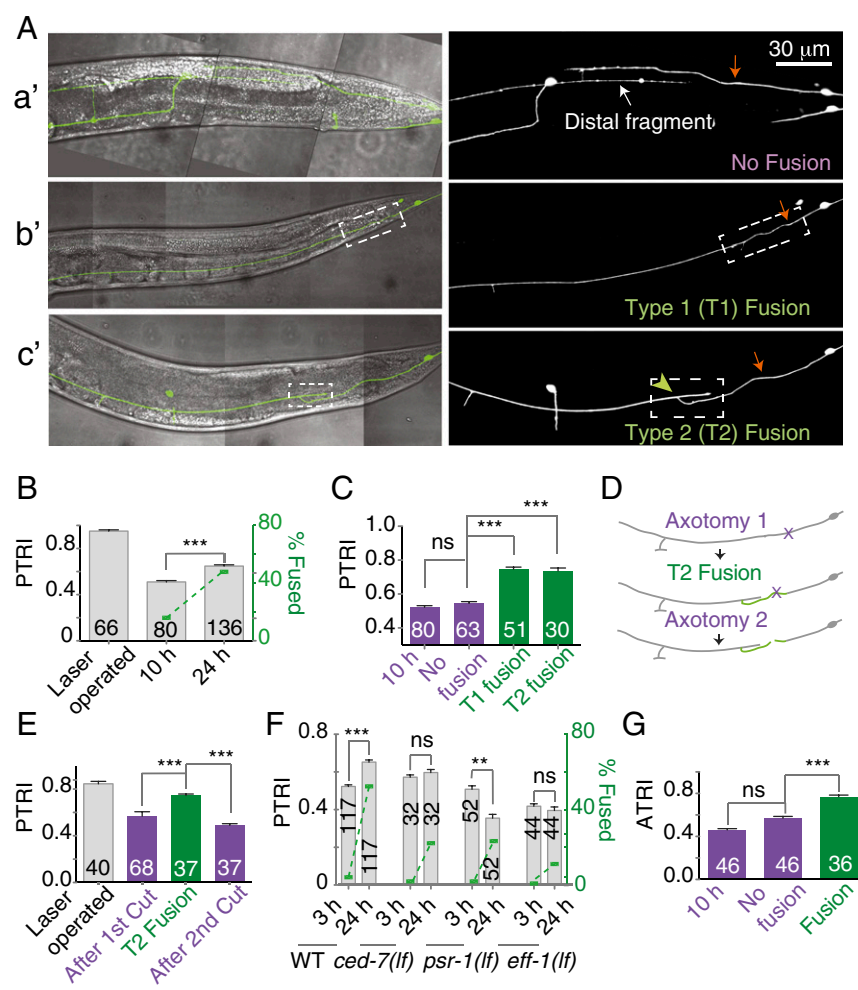 A
a'
30 μm
Distal fragment
No Fusion
b'
Type 1 (T1) Fusion
c'
Type 2 (T2) Fusion
B
PTRI
0.8
0.4
0
***
80
40
0
% Fused
66
80
136
Laser operated
10 h
24 h
C
PTRI
1.0
0.8
0.6
0.4
ns
***
***
80
63
51
30
10 h
No fusion
T1 fusion
T2 fusion
D
Axotomy 1
X
T2 Fusion
X
Axotomy 2
E
PTRI
0.8
0.4
0
***
***
40
68
37
37
Laser operated
After 1st Cut
T2 Fusion
After 2nd Cut
F
PTRI
0.8
0.4
0
***
ns
**
ns
80
40
0
% Fused
117
117
32
32
52
52
44
44
3 h
24 h
3 h
24 h
3 h
24 h
3 h
24 h
WT ced-7(lf) psr-1(lf) eff-1(lf)
G
ATRI
0.8
0.4
0
ns
***
46
46
36
10 h
No fusion
Fusion